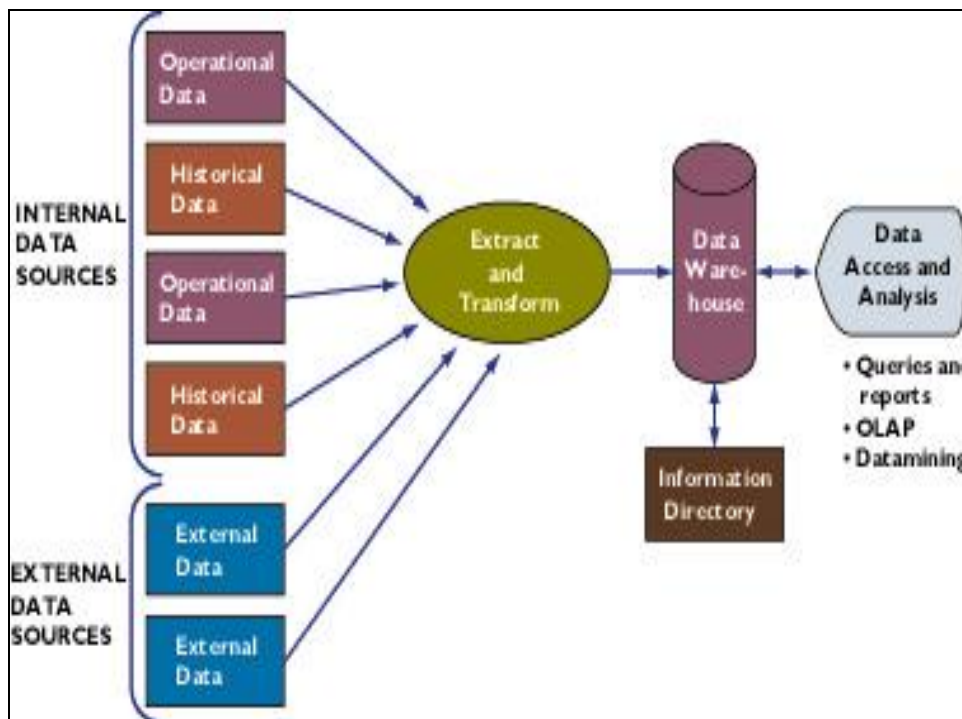 Operational
Data
Historical
Data
INTERNAL
DATA
SOURCES
Operational
Data
Historical
Data
EXTERNAL
DATA
SOURCES
External
Data
External
Data
Extract
and
Transform
Data
Ware-
house
Information
Directory
Data
Access and
Analysis
• Queries and
reports
• OLAP
• Datamining